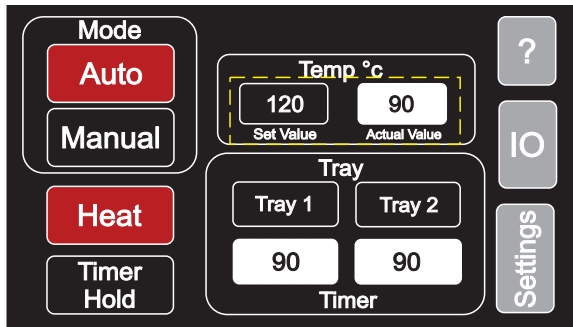 Mode
Auto
Manual
Heat
Timer
Hold
Temp °c
120
90
Set Value
Actual Value
Tray
Tray 1
Tray 2
90
90
Timer
?
IO
Settings